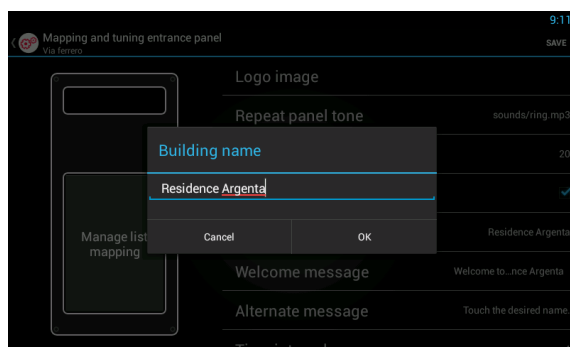 9:11
Mapping and tuning entrance panel
Via ferrero
SAVE
Logo image
Repeat panel tone
sounds/ring.mp3
20
Building name
Residence Argenta
Cancel
OK
Manage list
mapping
Residence Argenta
Welcome message
Welcome to...nce Argenta
Alternate message
Touch the desired name.